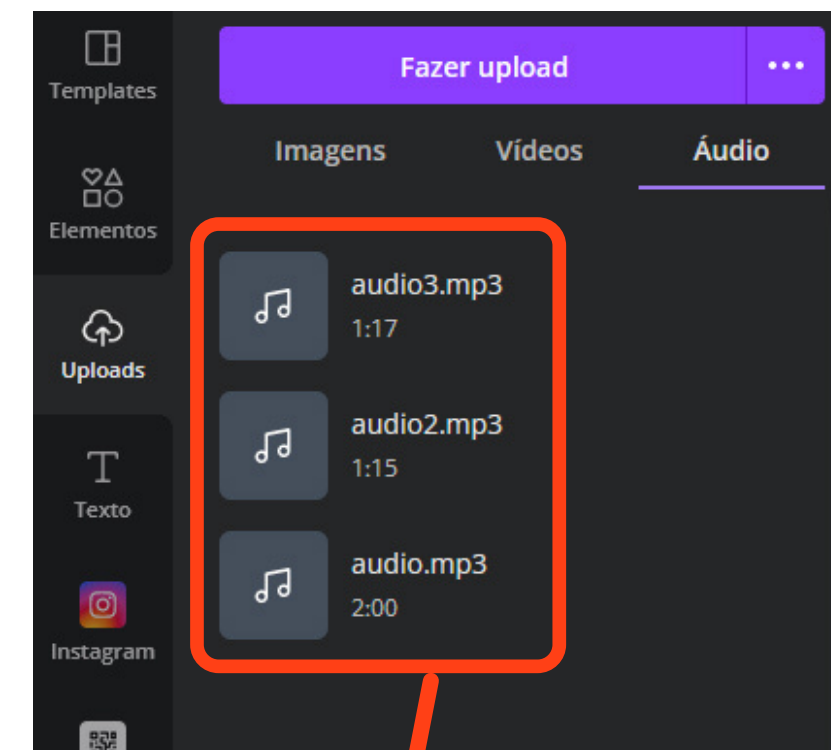 Templates
Elementos
Uploads
Texto
Instagram
Fazer upload
Imagens Vídeos Áudio
audio3.mp3
1:17
audio2.mp3
1:15
audio.mp3
2:00